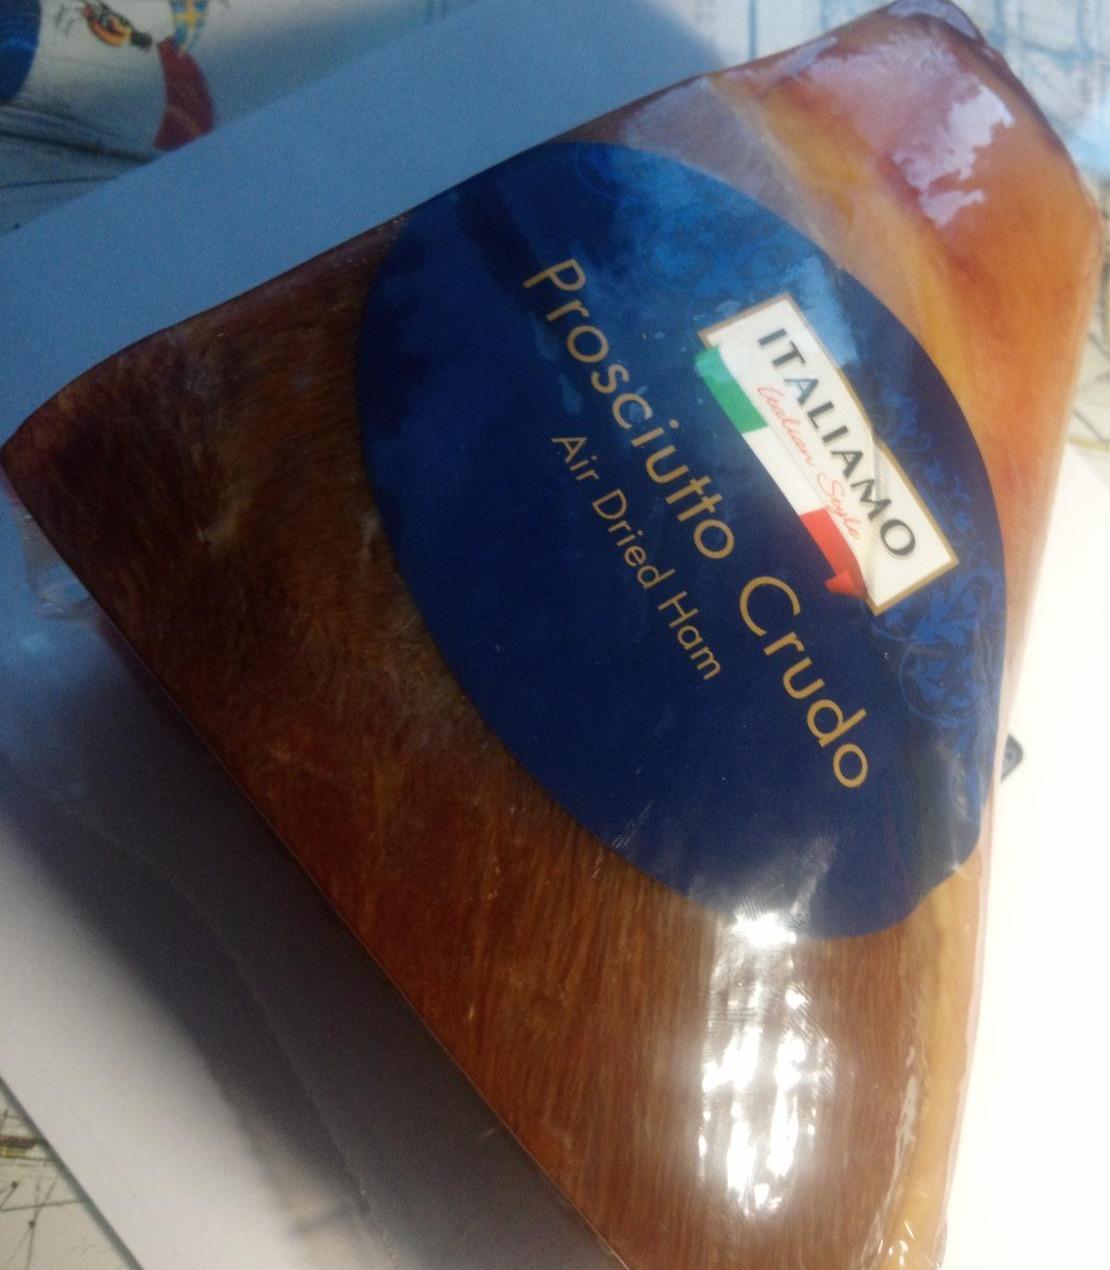 ITALIAMO
Italian Style
Prosciutto Crudo
Air Dried Ham